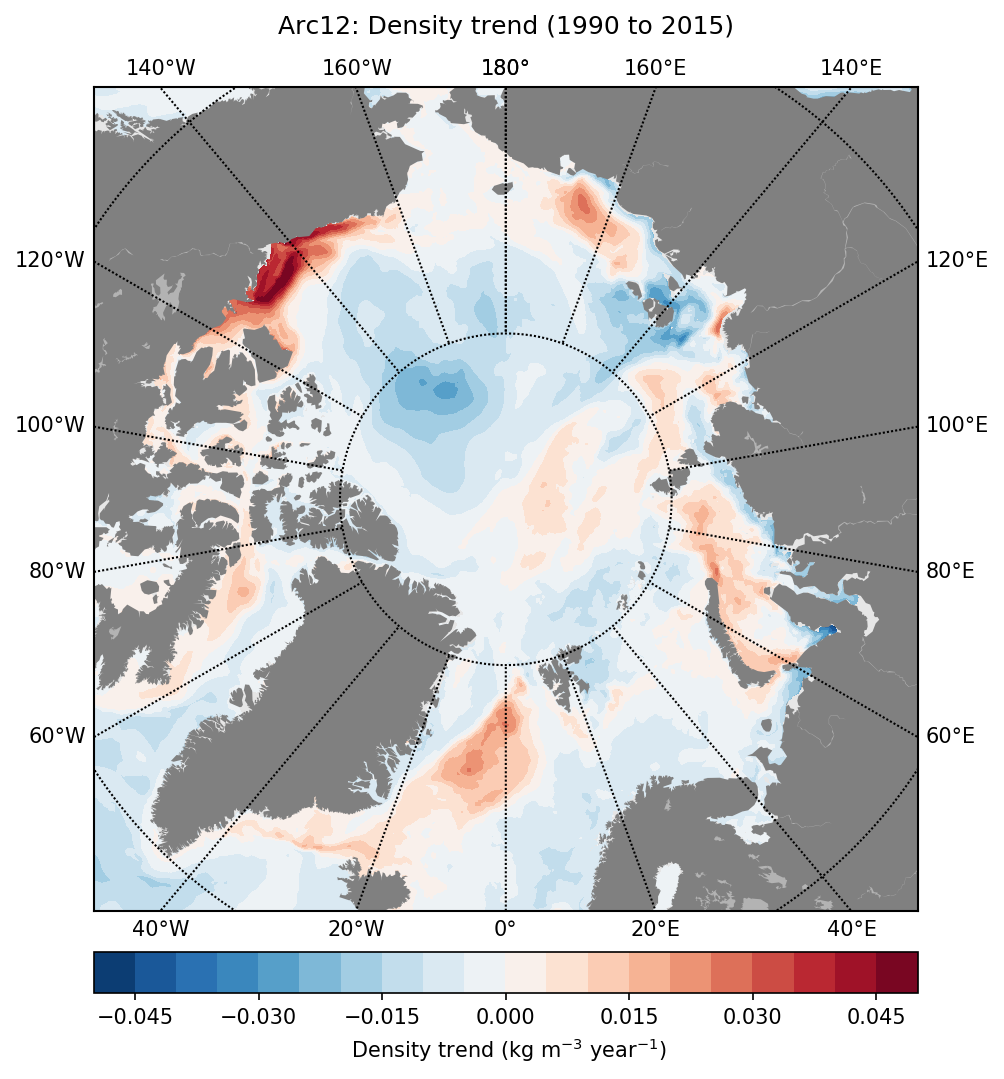 Arc12: Density trend (1990 to 2015)
140°W 160°W 180° 160°E 140°E
120°W 120°E
100°W 100°E
80°W 80°E
60°W 60°E
40°W 20°W 0° 20°E 40°E
−0.045 −0.030 −0.015 0.000 0.015 0.030 0.045
Density trend (kg m⁻³ year⁻¹)